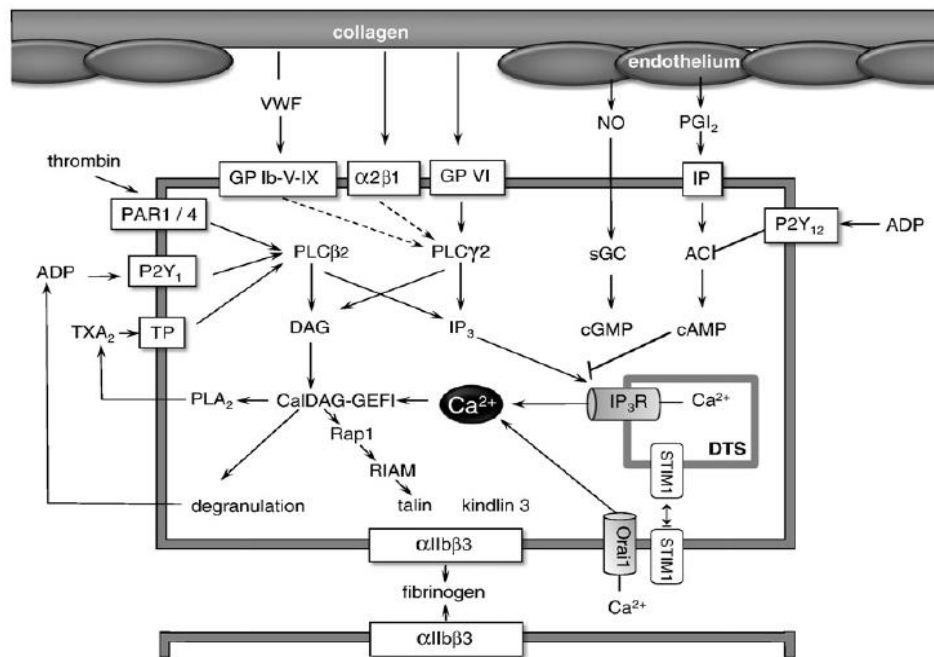 collagen
endothelium
VWF
NO
PGI₂
thrombin
GP Ib-V-IX
α2β1
GP VI
IP
PAR1 / 4
P2Y₁₂
ADP
PLCβ2
PLCγ2
sGC
AC
ADP
P2Y₁
TXA₂
TP
DAG
IP₃
cGMP
cAMP
PLA₂
CalDAG-GEFI
Ca²⁺
IP₃R
Ca²⁺
Rap1
DTS
RIAM
STIM1
degranulation
talin
kindlin 3
αIIbβ3
Orai1
STIM1
fibrinogen
Ca²⁺
αIIbβ3